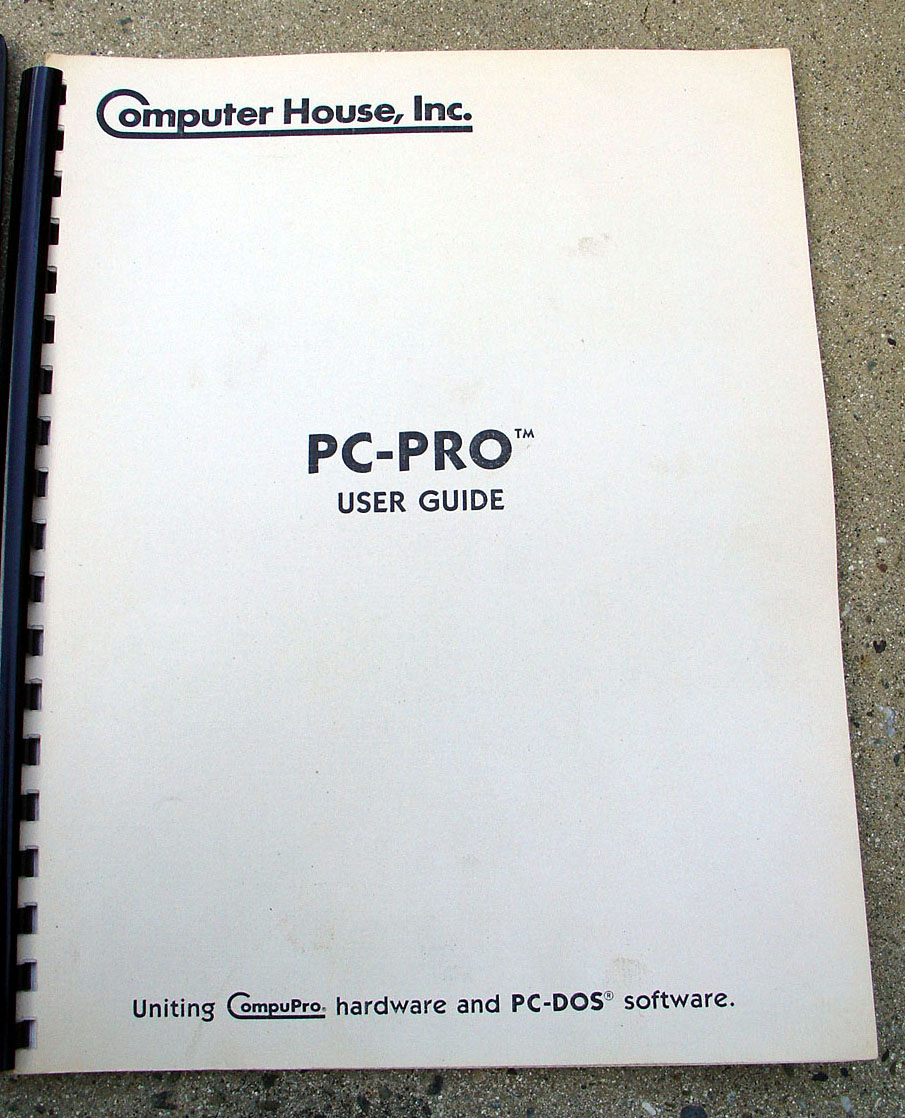 Computer House, Inc.
PC-PRO™
USER GUIDE
Uniting CompuPro® hardware and PC-DOS® software.